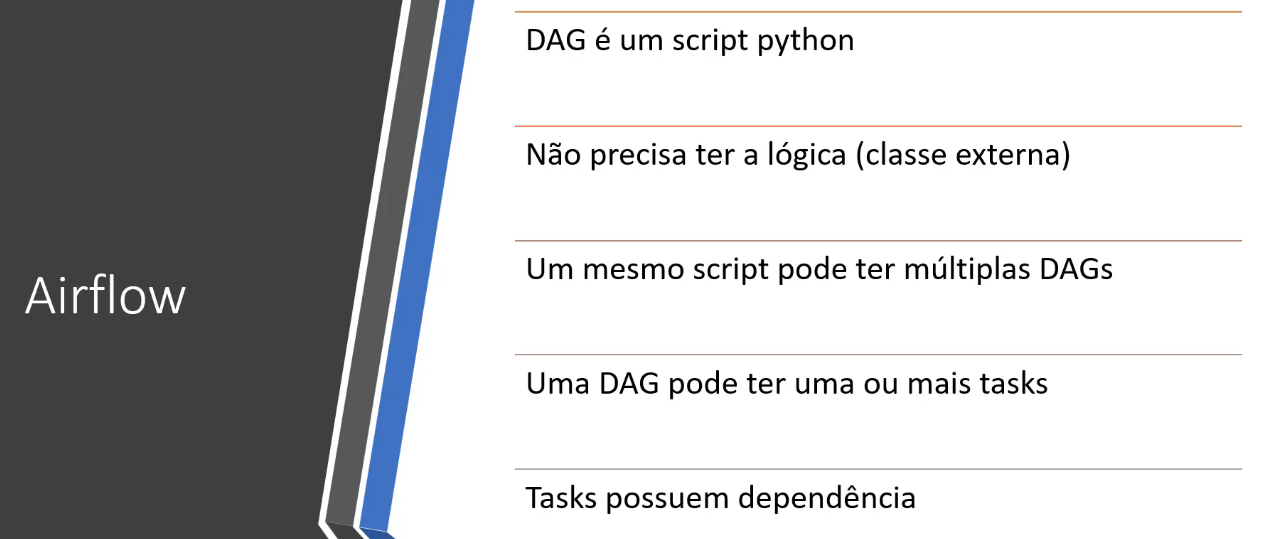 Airflow
DAG é um script python
Não precisa ter a lógica (classe externa)
Um mesmo script pode ter múltiplas DAGs
Uma DAG pode ter uma ou mais tasks
Tasks possuem dependência